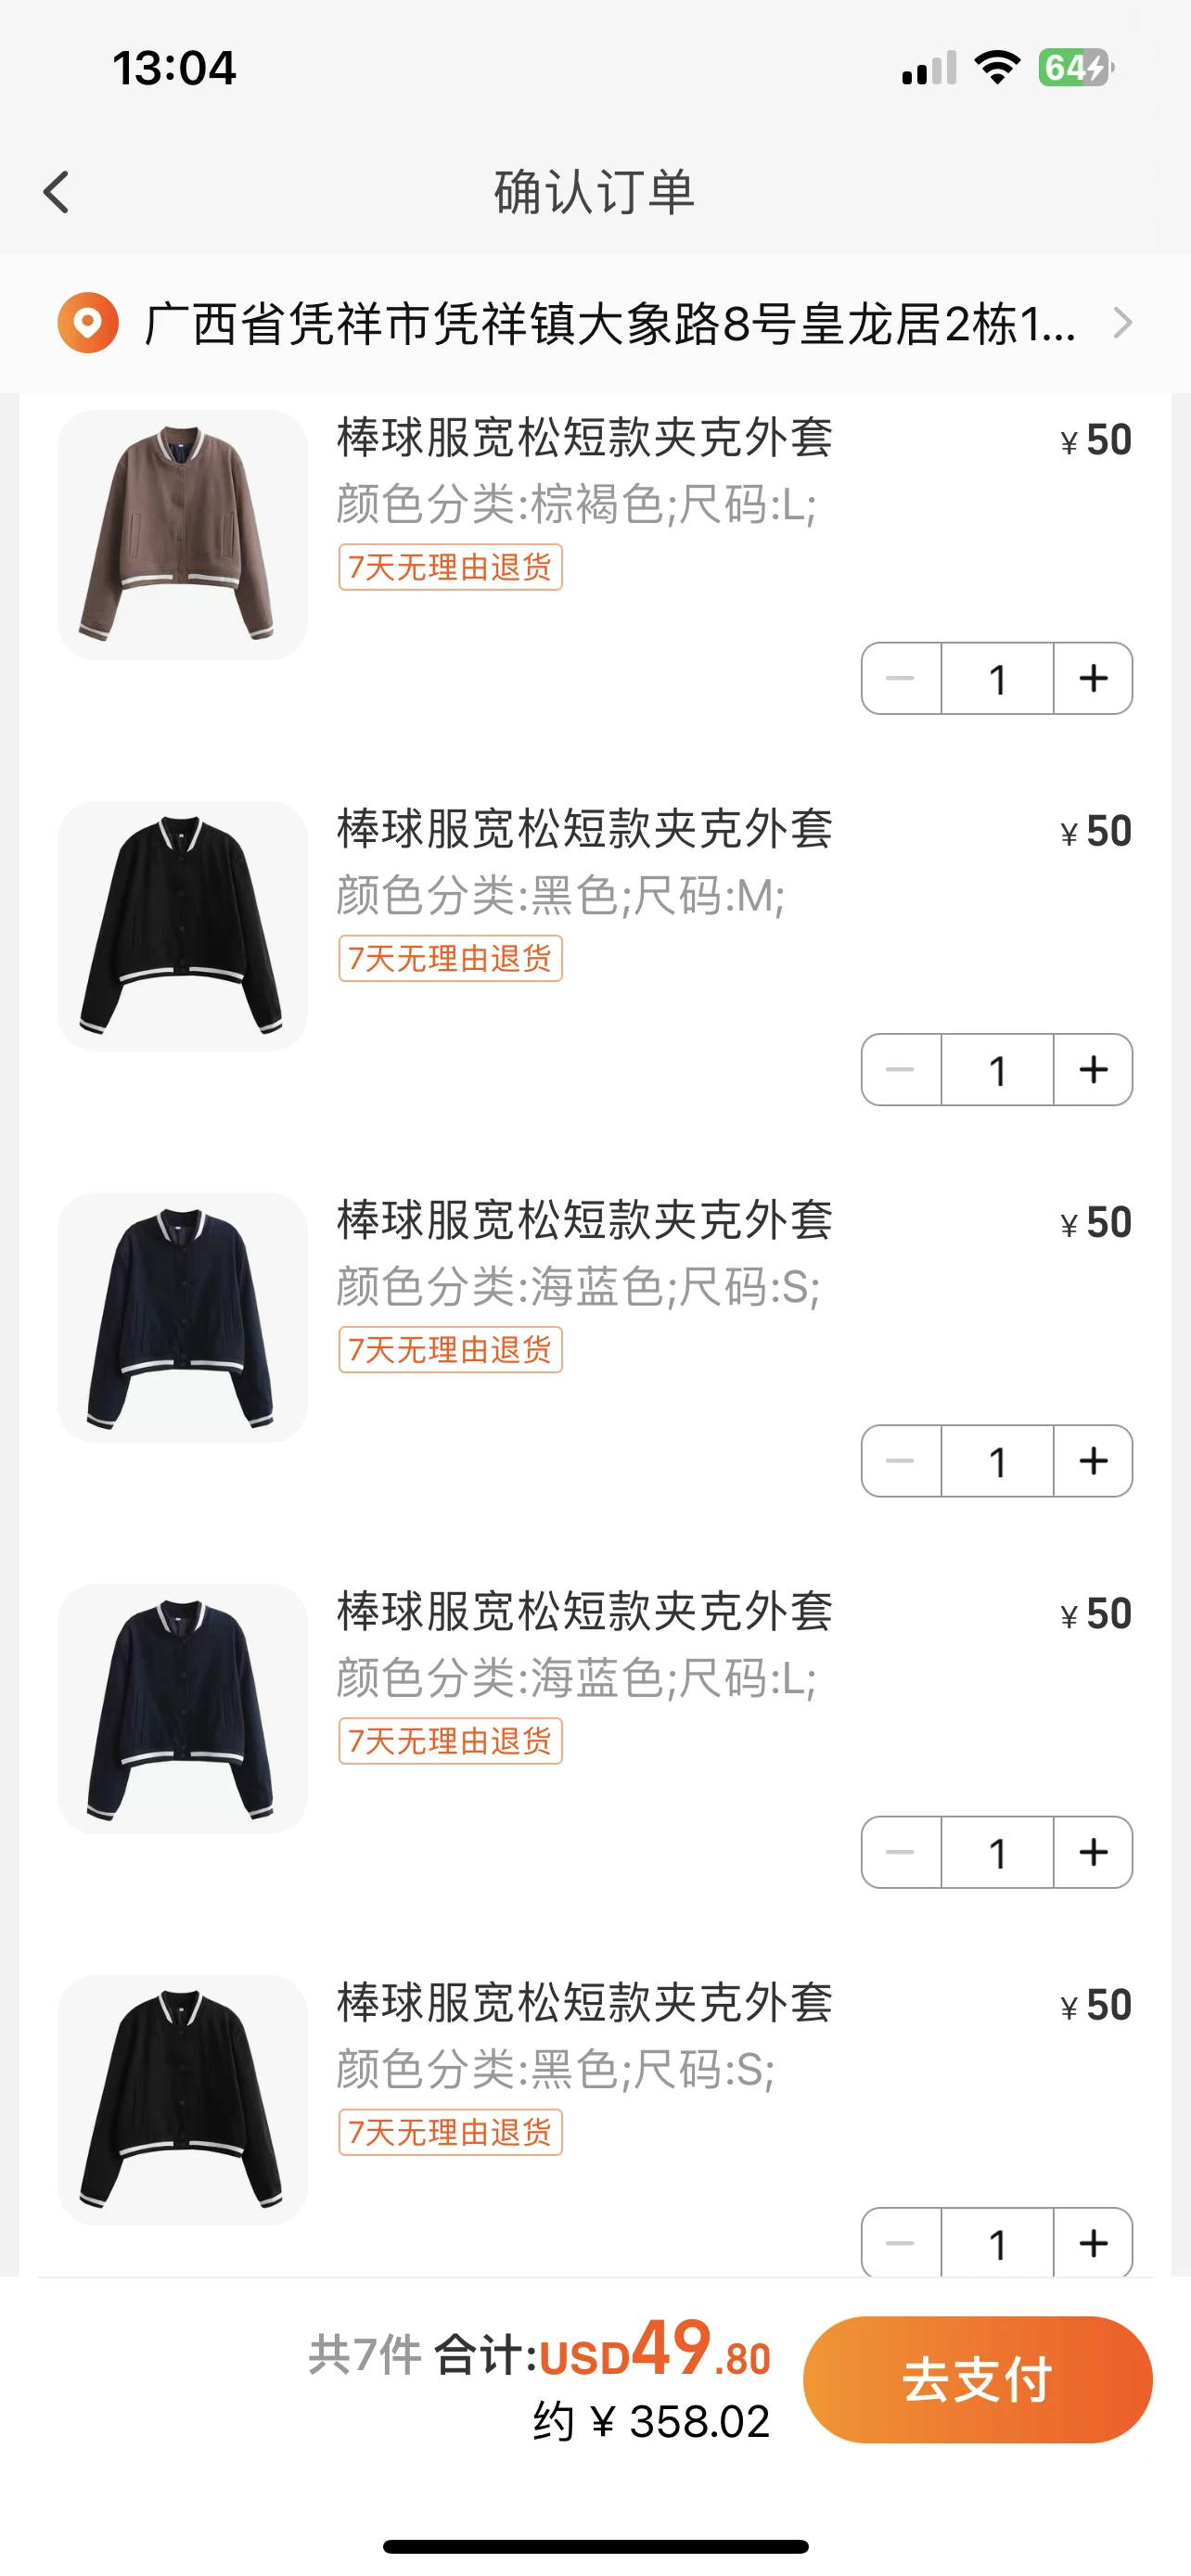 13:04
64
确认订单
广西省凭祥市凭祥镇大象路8号皇龙居2栋1...
棒球服宽松短款夹克外套
¥ 50
颜色分类:棕褐色;尺码:L;
7天无理由退货
1
棒球服宽松短款夹克外套
¥ 50
颜色分类:黑色;尺码:M;
7天无理由退货
1
棒球服宽松短款夹克外套
¥ 50
颜色分类:海蓝色;尺码:S;
7天无理由退货
1
棒球服宽松短款夹克外套
¥ 50
颜色分类:海蓝色;尺码:L;
7天无理由退货
1
棒球服宽松短款夹克外套
¥ 50
颜色分类:黑色;尺码:S;
7天无理由退货
1
共7件 合计:USD49.80
约 ¥ 358.02
去支付